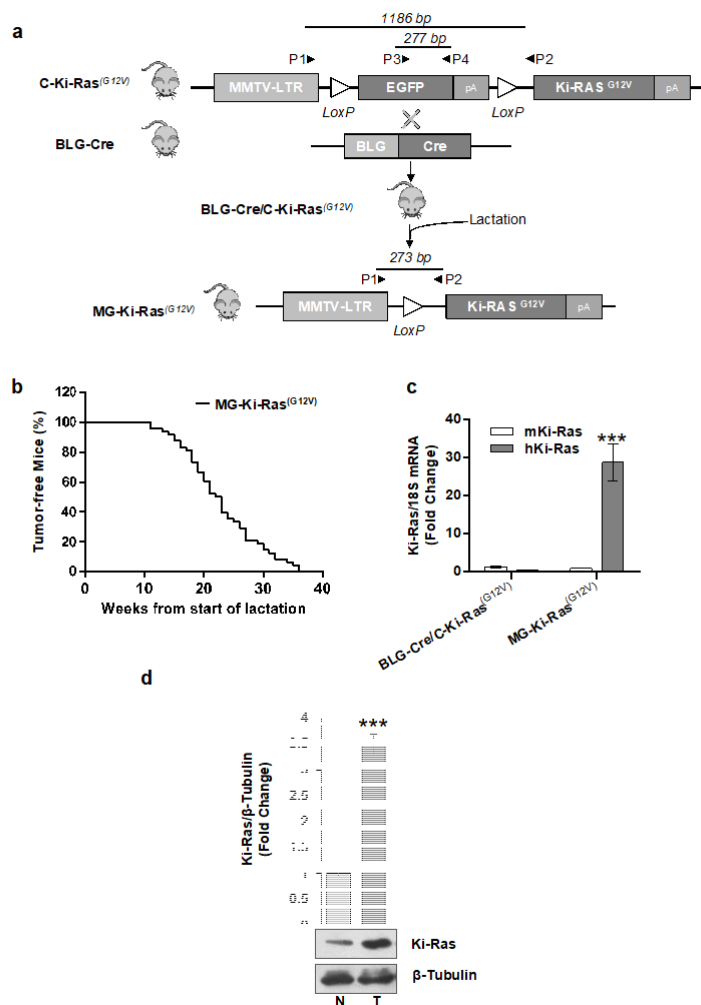 a
1186 bp
277 bp
P1 P3 P4 P2
C-Ki-Ras(G12V)
MMTV-LTR EGFP pA Ki-RAS G12V pA
LoxP LoxP
BLG-Cre
BLG Cre
BLG-Cre/C-Ki-Ras(G12V)
Lactation
273 bp
P1 P2
MG-Ki-Ras(G12V)
MMTV-LTR Ki-RAS G12V pA
LoxP
b
Tumor-free Mice (%)
120
100
80
60
40
20
0
MG-Ki-Ras(G12V)
0 10 20 30 40
Weeks from start of lactation
c
Ki-Ras/18S mRNA
(Fold Change)
40
30
20
10
0
mKi-Ras
hKi-Ras
***
BLG-Cre/C-Ki-Ras(G12V)
MG-Ki-Ras(G12V)
d
Ki-Ras/β-Tubulin
(Fold Change)
4
2.5
2
1
0.5
***
Ki-Ras
β-Tubulin
N T